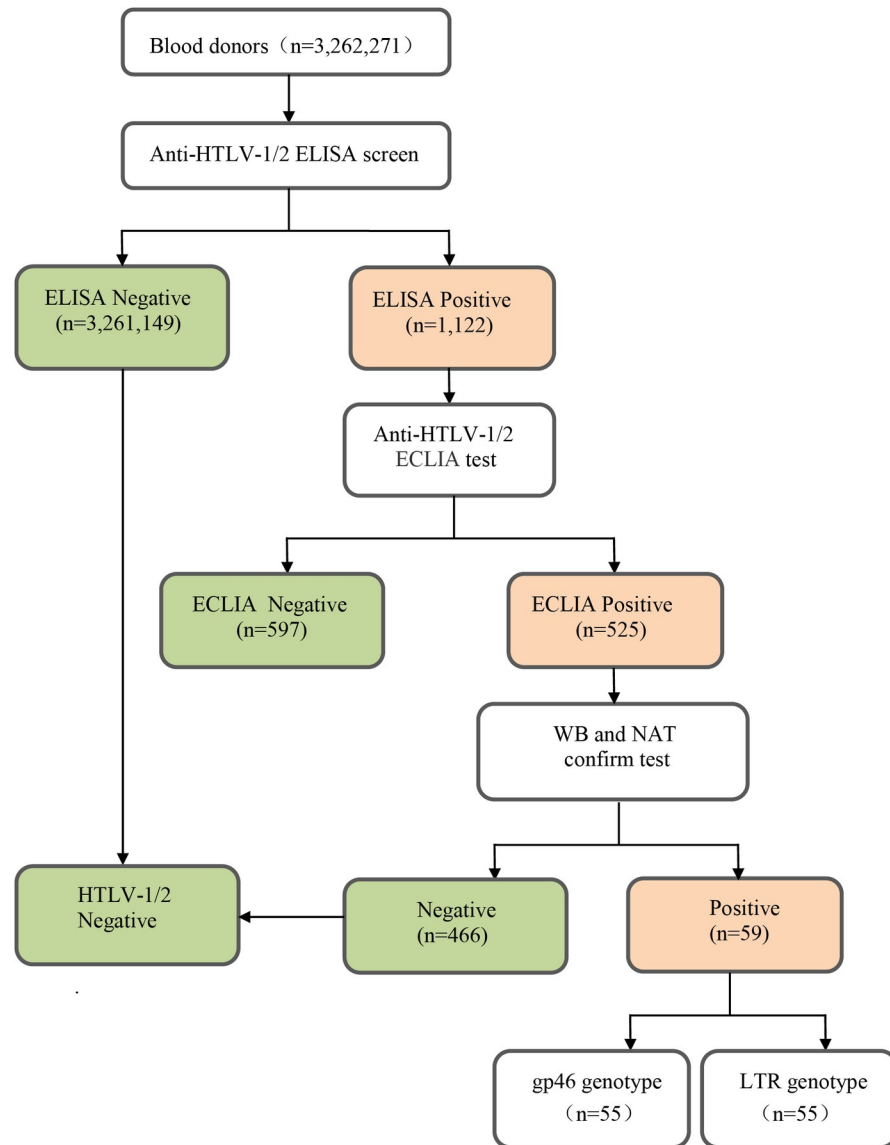 Blood donors（n=3,262,271）
Anti-HTLV-1/2 ELISA screen
ELISA Negative
(n=3,261,149)
ELISA Positive
(n=1,122)
Anti-HTLV-1/2
ECLIA test
ECLIA Negative
(n=597)
ECLIA Positive
(n=525)
WB and NAT
confirm test
HTLV-1/2
Negative
Negative
(n=466)
Positive
(n=59)
gp46 genotype
（n=55）
LTR genotype
（n=55）